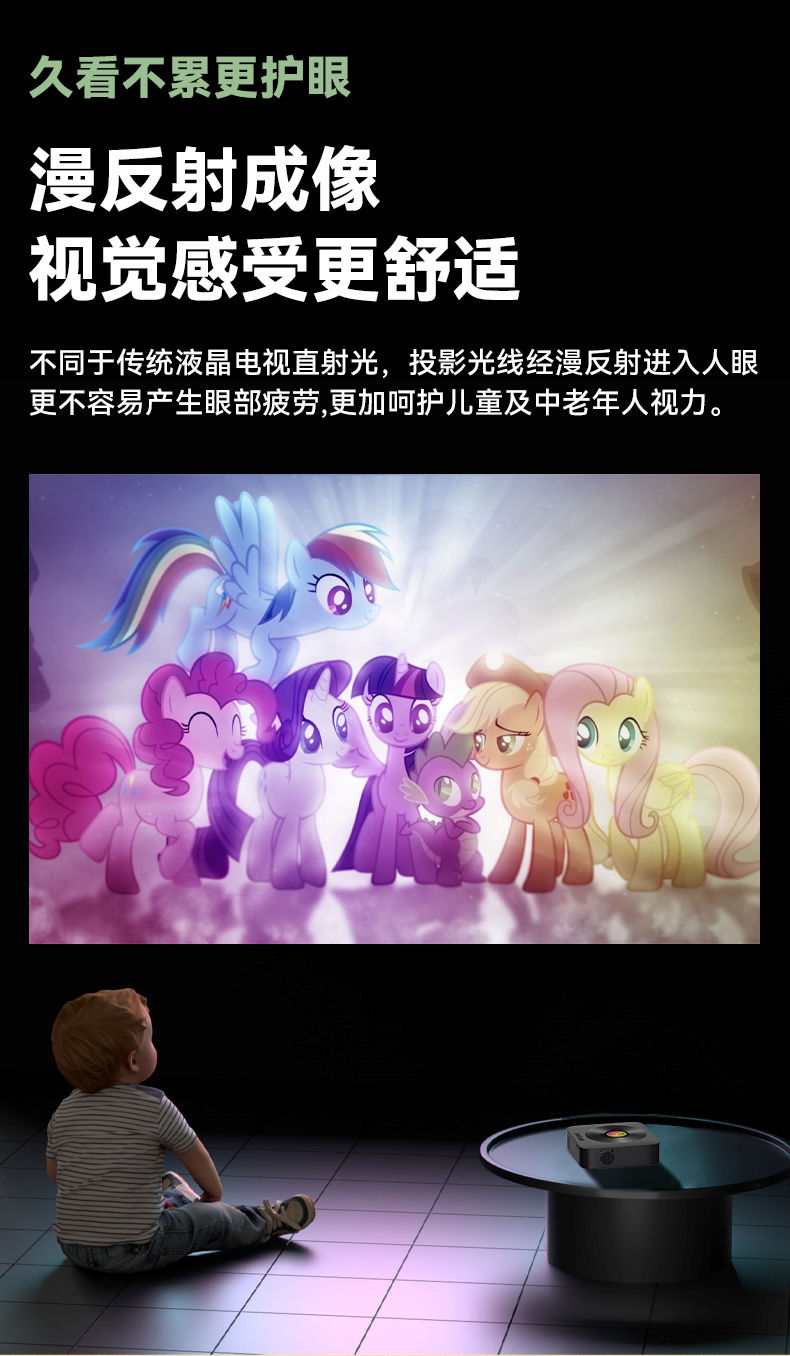 久看不累更护眼
漫反射成像
视觉感受更舒适
不同于传统液晶电视直射光，投影光线经漫反射进入人眼
更不容易产生眼部疲劳,更加呵护儿童及中老年人视力。